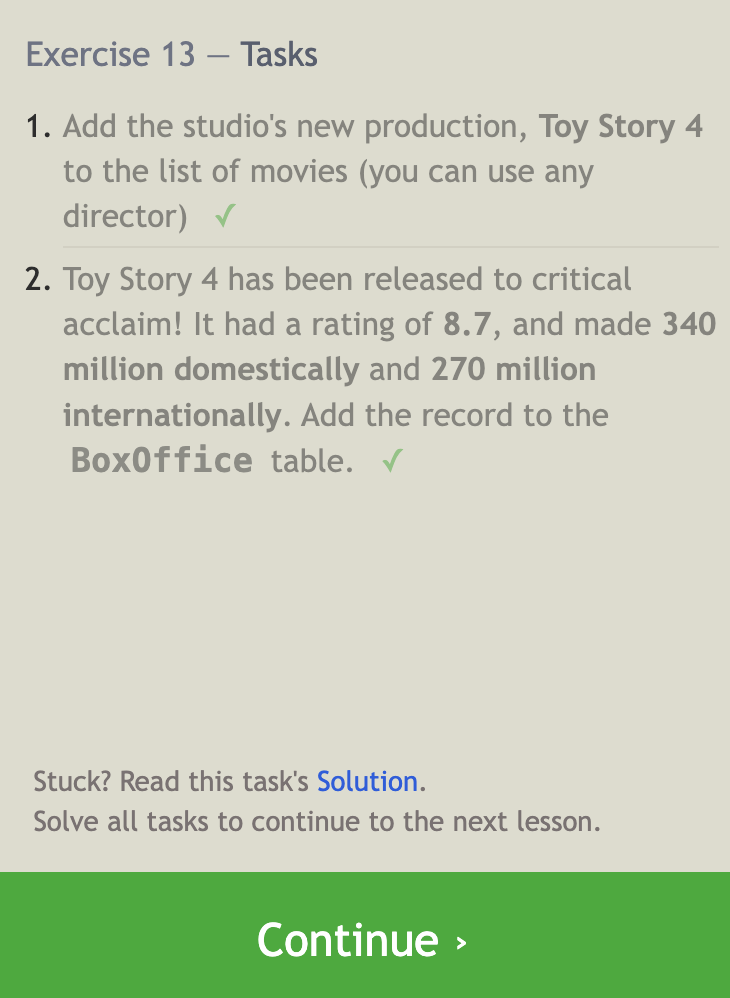 Exercise 13 — Tasks
1. Add the studio's new production, Toy Story 4
to the list of movies (you can use any
director) ✓
2. Toy Story 4 has been released to critical
acclaim! It had a rating of 8.7, and made 340
million domestically and 270 million
internationally. Add the record to the
BoxOffice table. ✓
Stuck? Read this task's Solution.
Solve all tasks to continue to the next lesson.
Continue ›